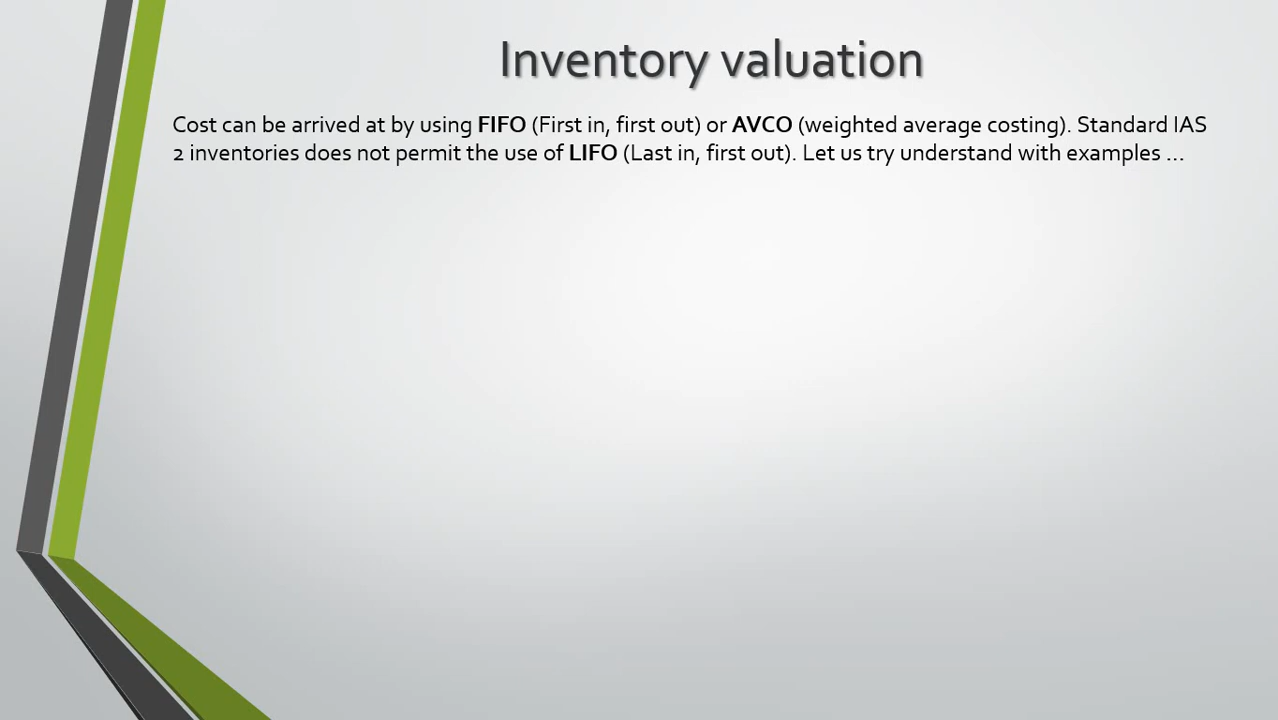 Inventory valuation
Cost can be arrived at by using FIFO (First in, first out) or AVCO (weighted average costing). Standard IAS
2 inventories does not permit the use of LIFO (Last in, first out). Let us try understand with examples ...